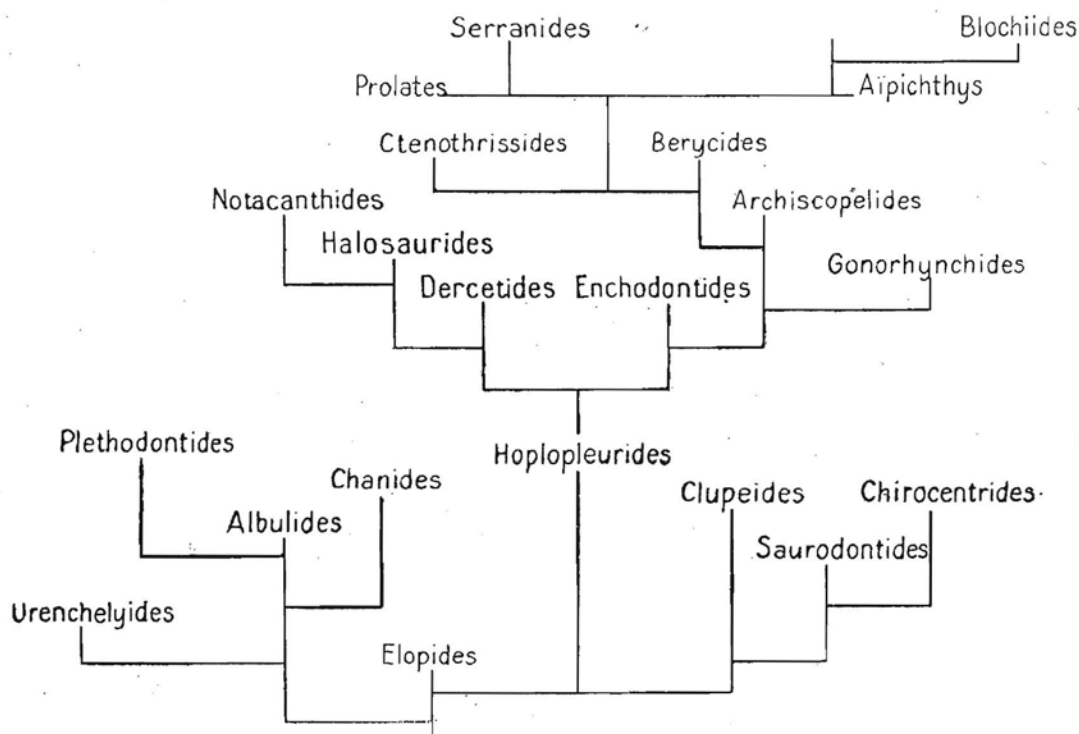 Serranides
Blochiides
Prolates
Aïpichthys
Ctenothrissides
Berycides
Notacanthides
Archiscopélides
Halosaurides
Gonorhynchides
Dercetides
Enchodontides
Plethodontides
Hoplopleurides
Chanides
Clupeides
Chirocentrides
Albulides
Saurodontides
Urenchelyides
Elopides